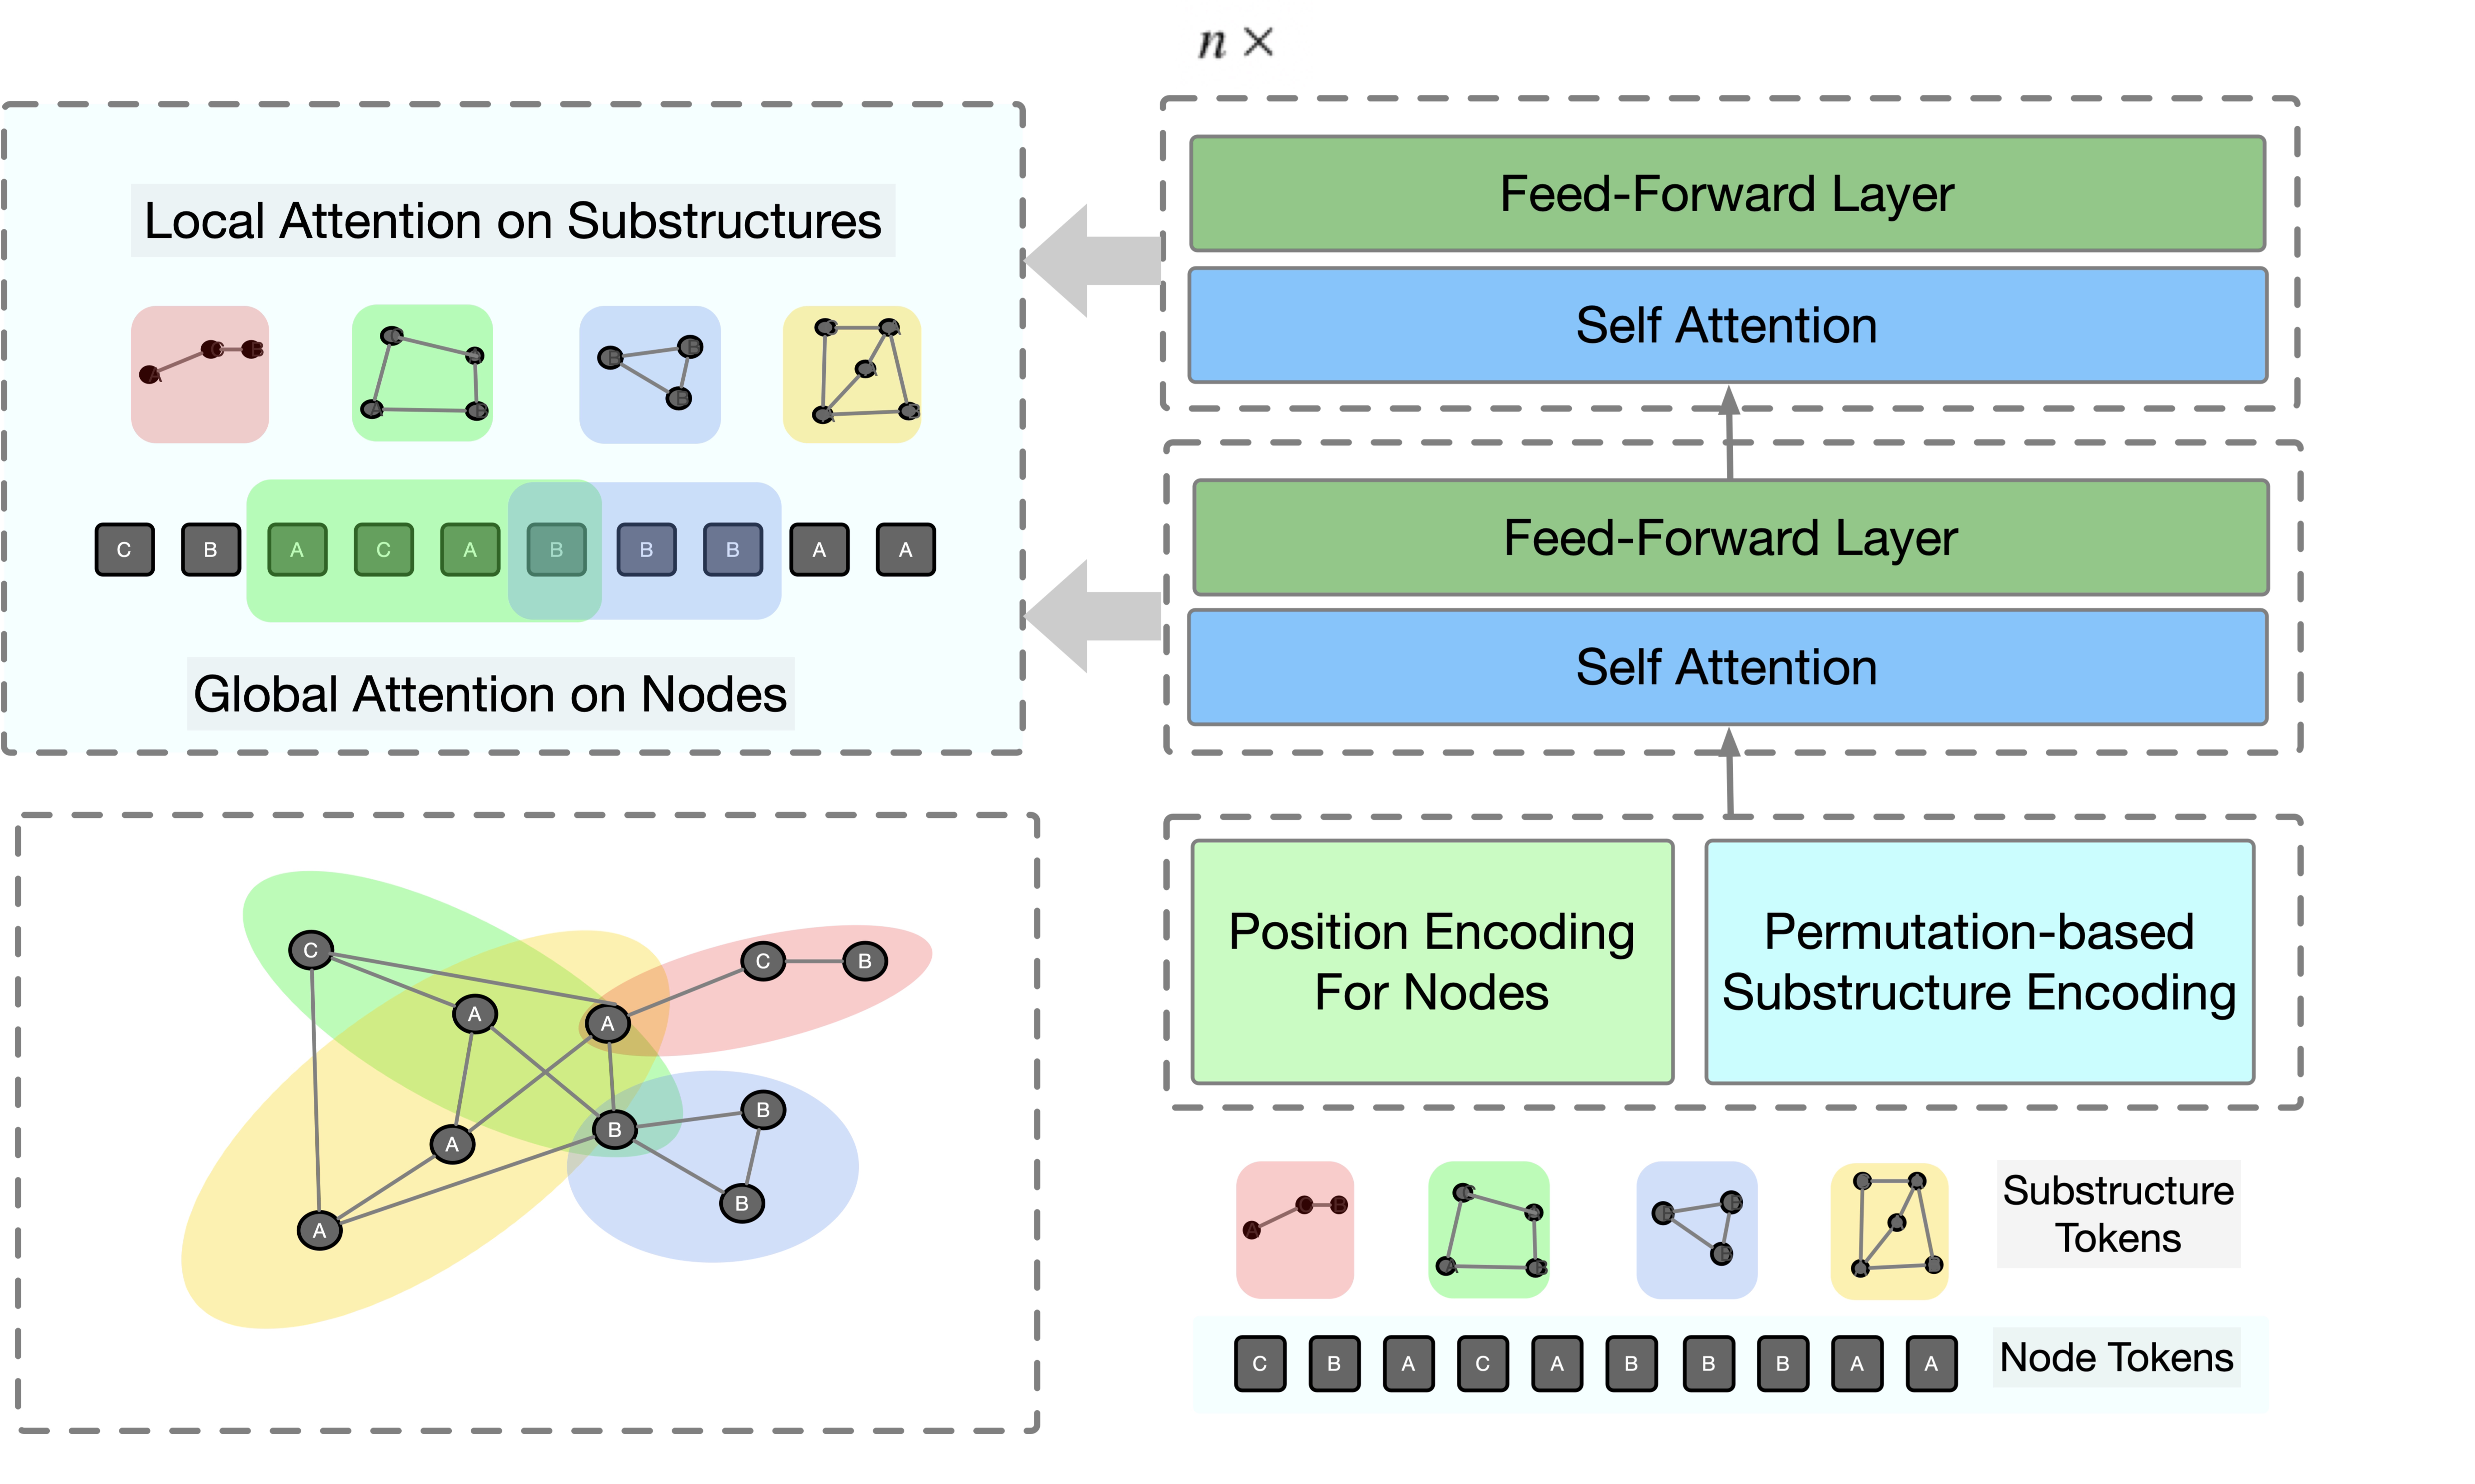 n ×
Local Attention on Substructures
C B A C A B B B A A
Global Attention on Nodes
Feed-Forward Layer
Self Attention
Feed-Forward Layer
Self Attention
Position Encoding
For Nodes
Permutation-based
Substructure Encoding
C
A
A
C
B
A
B
B
B
A
Substructure
Tokens
C B A C A B B B A A
Node Tokens